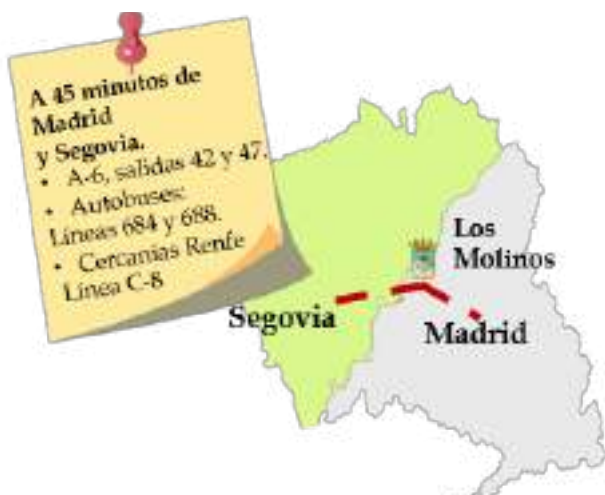 A 45 minutos de
Madrid
y Segovia.
• A-6, salidas 42 y 47.
• Autobuses:
Líneas 684 y 688.
• Cercanías Renfe
Línea C-8
Los
Molinos
Segovia
Madrid